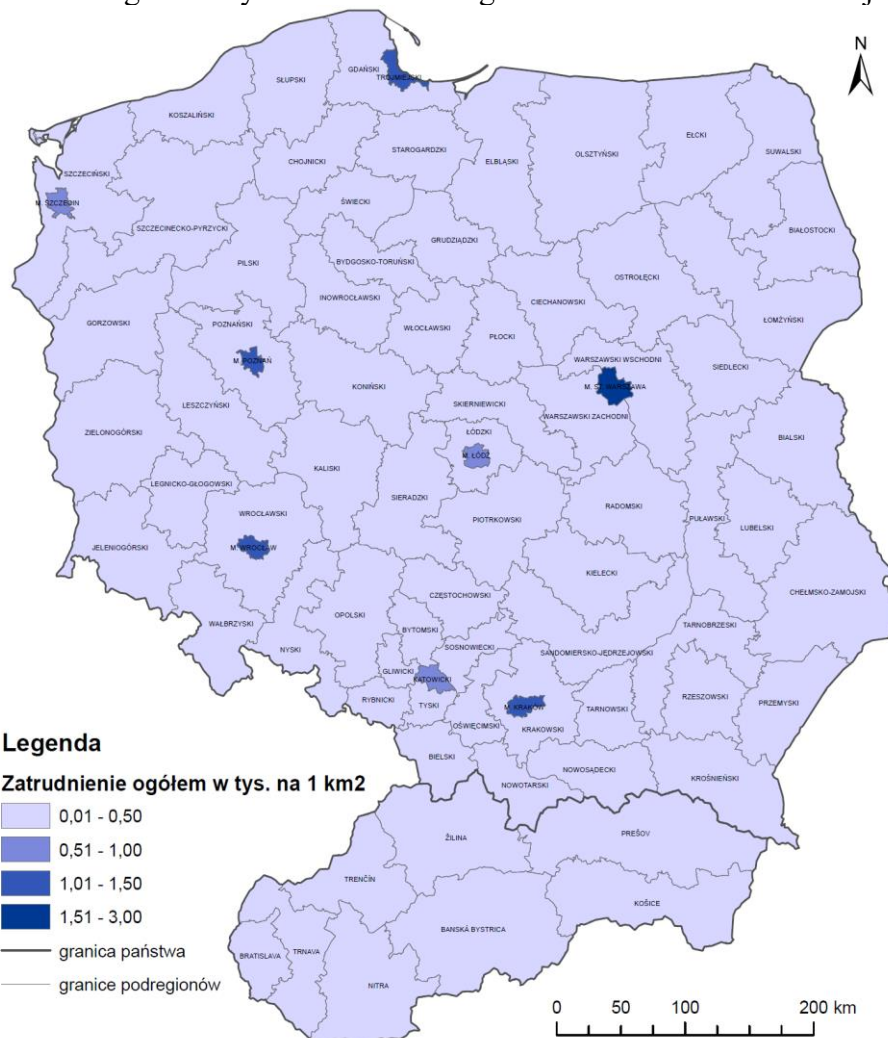 N
GDAŃSKI
TRÓJMIEJSKI
SŁUPSKI
KOSZALIŃSKI
STAROGARDZKI
EŁCKI
SUWALSKI
CHOJNICKI
ELBLĄSKI
OLSZTYŃSKI
SZCZECIŃSKI
M. SZCZECIN
ŚWIECKI
SZCZECINECKO-PYRZYCKI
BIAŁOSTOCKI
GRUDZIĄDZKI
PILSKI
BYDGOSKO-TORUŃSKI
OSTROŁĘCKI
INOWROCŁAWSKI
CIECHANOWSKI
GORZOWSKI
POZNAŃSKI
WŁOCŁAWSKI
PŁOCKI
ŁOMŻYŃSKI
M. POZNAŃ
WARSZAWSKI WSCHODNI
SIEDLECKI
KONIŃSKI
M. ST. WARSZAWA
LESZCZYŃSKI
SKIERNIEWICKI
WARSZAWSKI ZACHODNI
ZIELONOGÓRSKI
ŁÓDZKI
BIALSKI
M. ŁÓDŹ
KALISKI
LEGNICKO-GŁOGOWSKI
SIERADZKI
RADOMSKI
WROCŁAWSKI
PIOTRKOWSKI
PUŁAWSKI
LUBELSKI
JELENIOGÓRSKI
M. WROCŁAW
KIELECKI
CHEŁMSKO-ZAMOJSKI
CZĘSTOCHOWSKI
OPOLSKI
WAŁBRZYSKI
TARNOBRZESKI
BYTOMSKI
NYSKI
SOSNOWIECKI
SANDOMIERSKO-JĘDRZEJOWSKI
GLIWICKI
KATOWICKI
RZESZOWSKI
RYBNICKI
TYSKI
M. KRAKÓW
TARNOWSKI
PRZEMYSKI
OŚWIĘCIMSKI
KRAKOWSKI
BIELSKI
NOWOSĄDECKI
KROŚNIEŃSKI
NOWOTARSKI
ŽILINA
PREŠOV
TRENČÍN
KOŠICE
BANSKÁ BYSTRICA
BRATISLAVA
TRNAVA
NITRA
Legenda
Zatrudnienie ogółem w tys. na 1 km2
0,01 - 0,50
0,51 - 1,00
1,01 - 1,50
1,51 - 3,00
granica państwa
granice podregionów
0 50 100 200 km